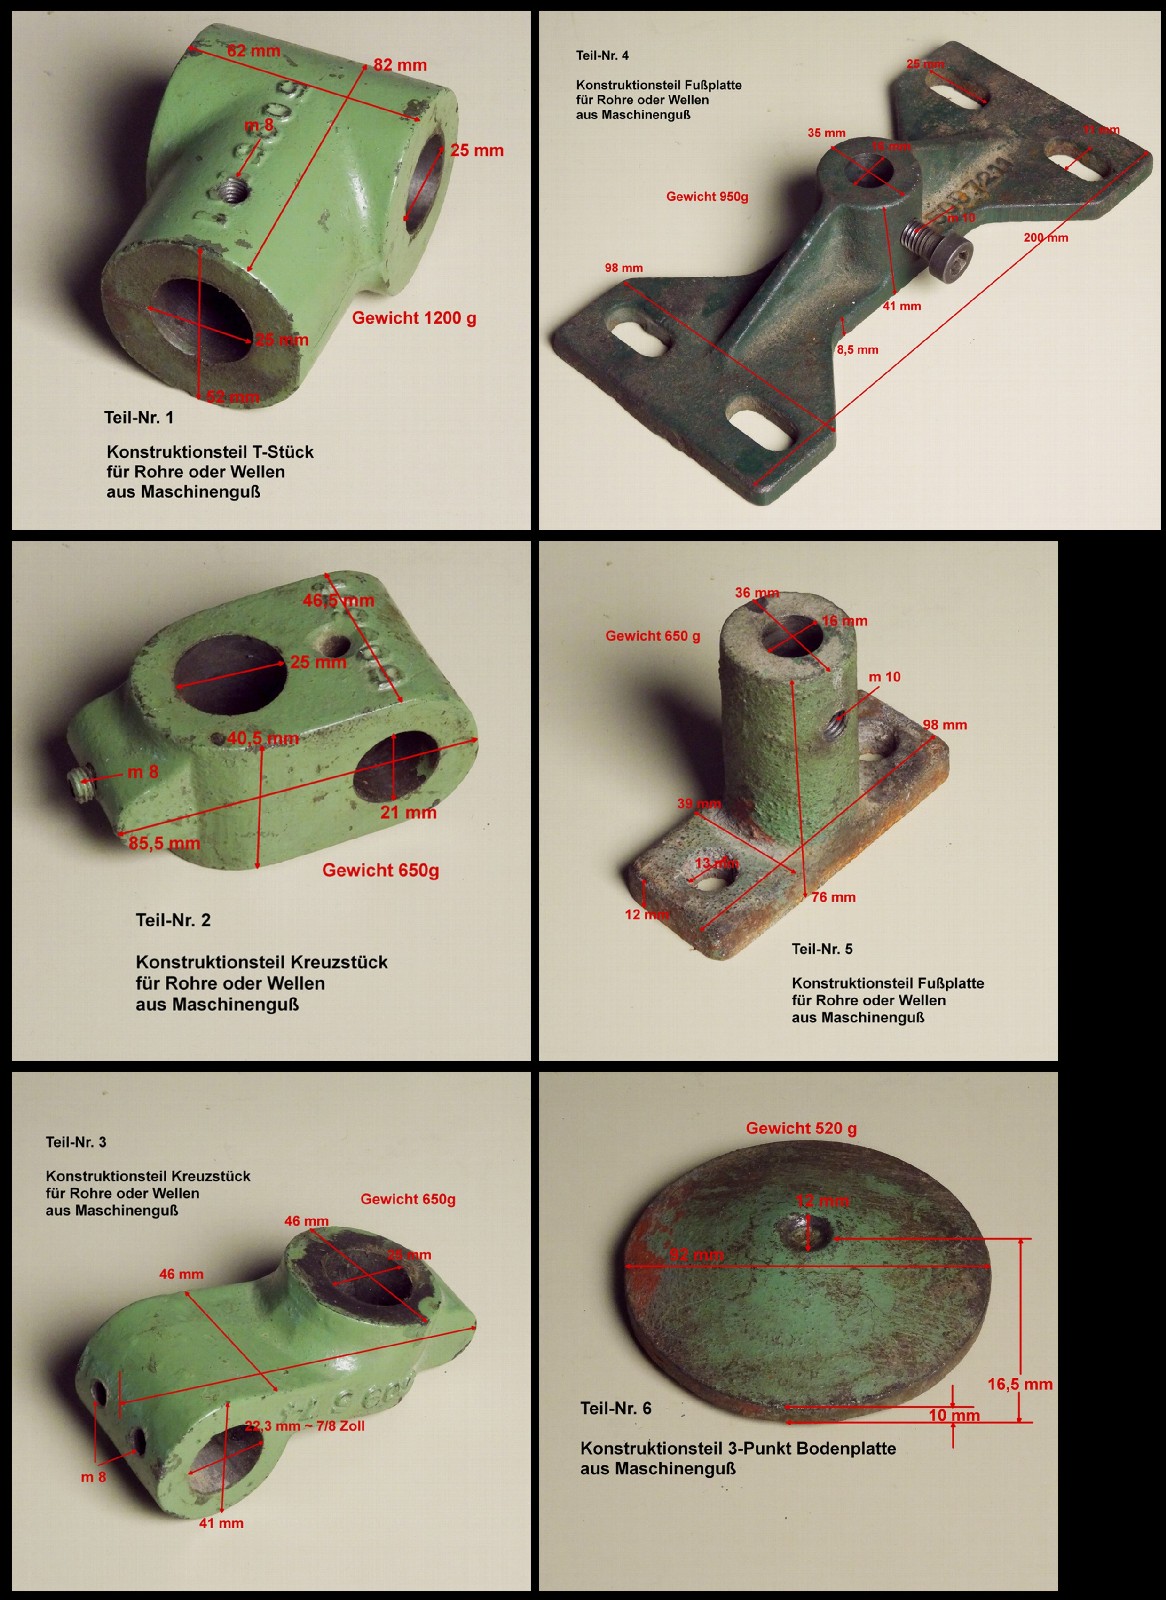 62 mm
82 mm
m 8
25 mm
Gewicht 1200 g
25 mm
52 mm
Teil-Nr. 1
Konstruktionsteil T-Stück
für Rohre oder Wellen
aus Maschinenguß
Teil-Nr. 4
Konstruktionsteil Fußplatte
für Rohre oder Wellen
aus Maschinenguß
25 mm
35 mm
Gewicht 950g
m 10
200 mm
98 mm
41 mm
8,5 mm
46,5 mm
25 mm
40,5 mm
m 8
21 mm
85,5 mm
Gewicht 650g
Teil-Nr. 2
Konstruktionsteil Kreuzstück
für Rohre oder Wellen
aus Maschinenguß
36 mm
16 mm
Gewicht 650 g
m 10
98 mm
39 mm
13 mm
76 mm
12 mm
Teil-Nr. 5
Konstruktionsteil Fußplatte
für Rohre oder Wellen
aus Maschinenguß
Teil-Nr. 3
Konstruktionsteil Kreuzstück
für Rohre oder Wellen
aus Maschinenguß
Gewicht 650g
46 mm
46 mm
22,3 mm ~ 7/8 Zoll
m 8
41 mm
Gewicht 520 g
12 mm
92 mm
16,5 mm
10 mm
Teil-Nr. 6
Konstruktionsteil 3-Punkt Bodenplatte
aus Maschinenguß